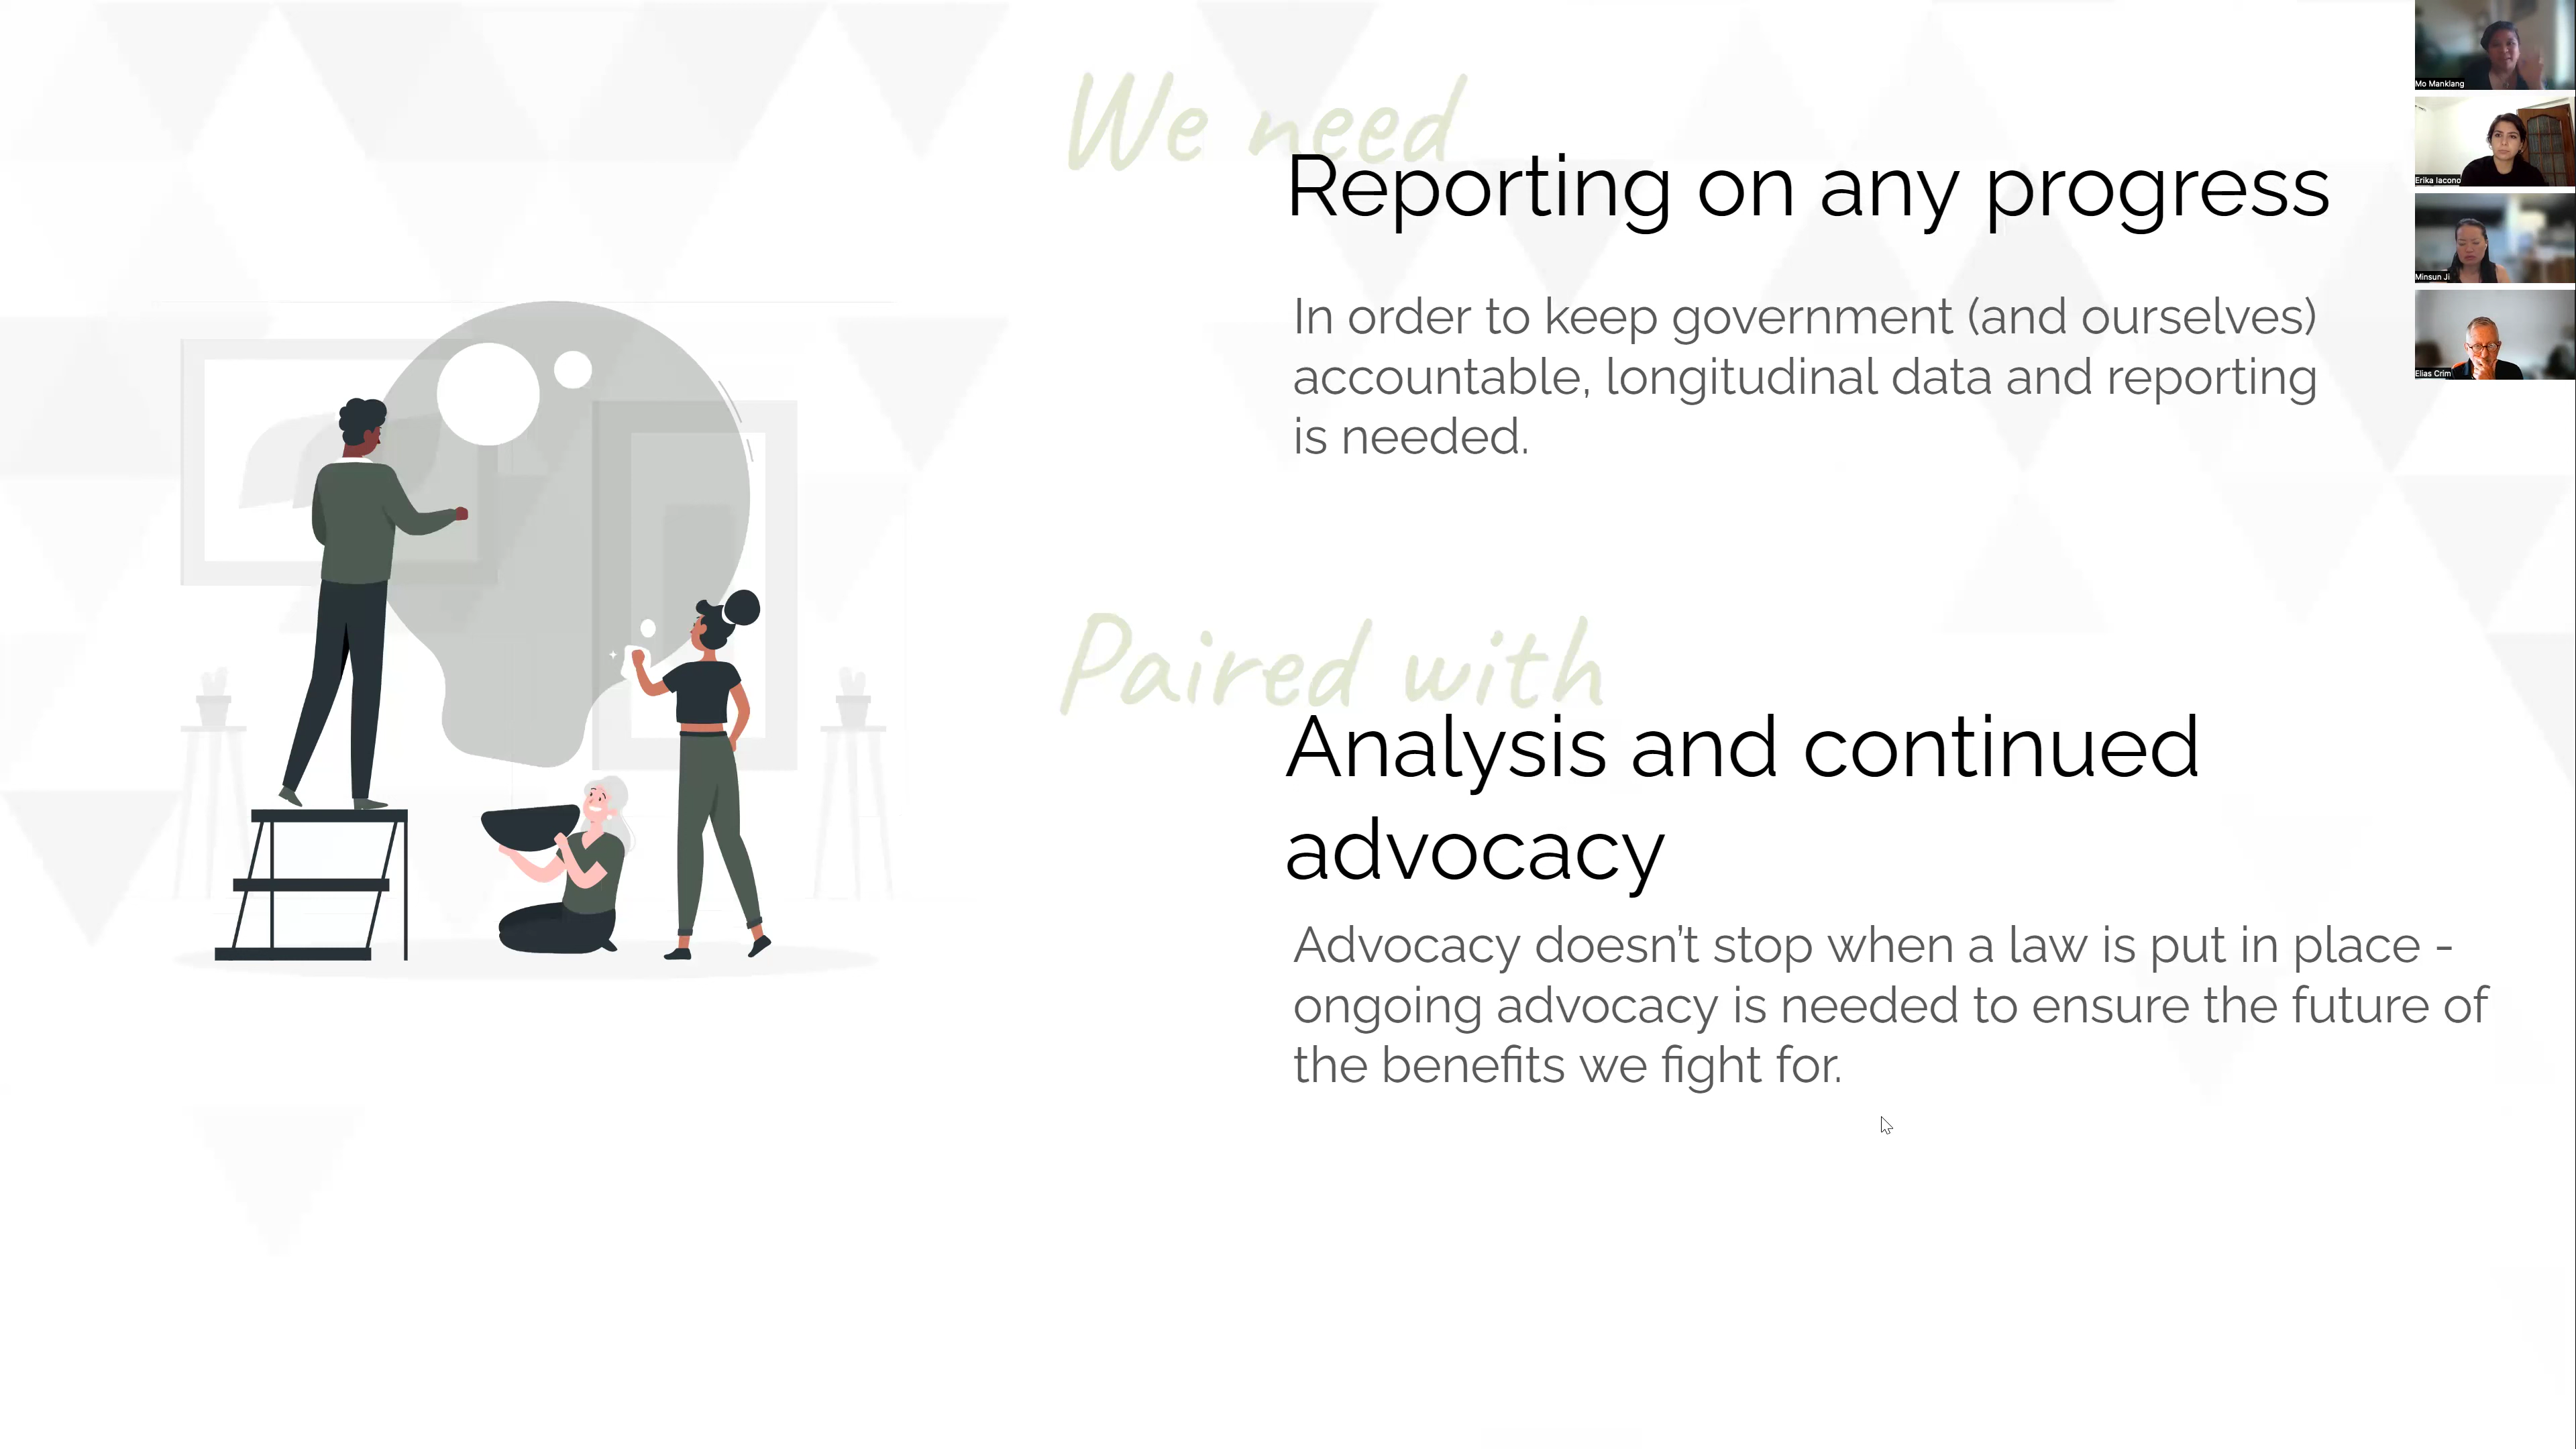 We need
Reporting on any progress
In order to keep government (and ourselves)
accountable, longitudinal data and reporting
is needed.
Paired with
Analysis and continued
advocacy
Advocacy doesn’t stop when a law is put in place -
ongoing advocacy is needed to ensure the future of
the benefits we fight for.
Mo Manklang
Erika Iacono
Minsun Ji
Elias Crim